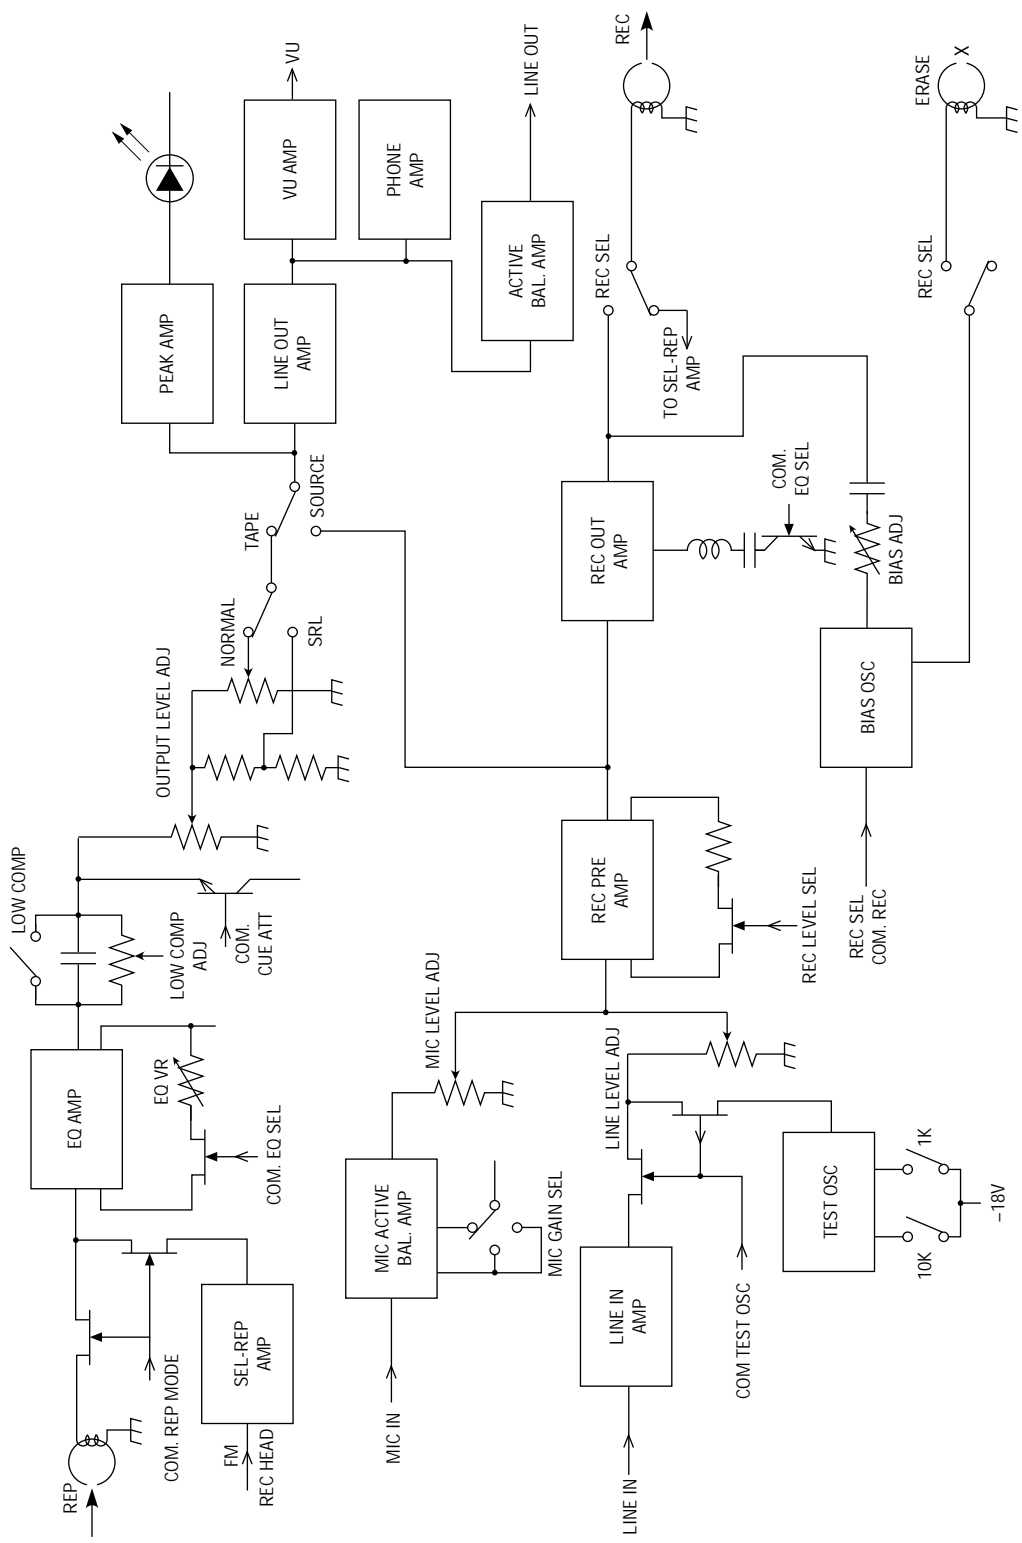 REP
COM. REP MODE
FM
REC HEAD
SEL-REP
AMP
EQ AMP
EQ VR
COM. EQ SEL
LOW COMP
LOW COMP
ADJ
COM.
CUE ATT
OUTPUT LEVEL ADJ
NORMAL
SRL
TAPE
SOURCE
PEAK AMP
LINE OUT
AMP
VU AMP
VU
PHONE
AMP
ACTIVE
BAL. AMP
LINE OUT
MIC IN
MIC ACTIVE
BAL. AMP
MIC GAIN SEL
MIC LEVEL ADJ
LINE IN
LINE IN
AMP
LINE LEVEL ADJ
COM TEST OSC
TEST OSC
10K
1K
–18V
REC PRE
AMP
REC LEVEL SEL
REC OUT
AMP
COM.
EQ SEL
REC SEL
TO SEL-REP
AMP
REC
REC SEL
COM. REC
BIAS OSC
BIAS ADJ
REC SEL
ERASE
X